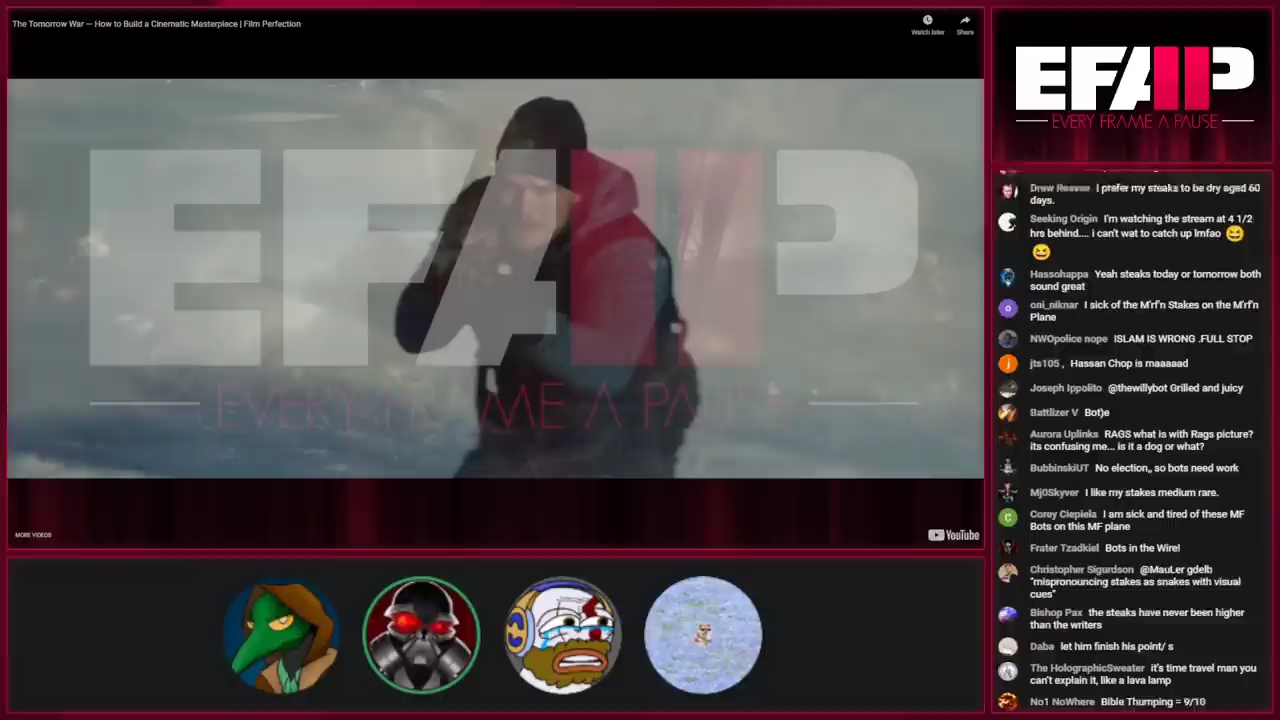 The Tomorrow War — How to Build a Cinematic Masterpiece | Film Perfection
Watch later
Share
EFAP
EVERY FRAME A PAUSE
MORE VIDEOS
YouTube
EFAP
EVERY FRAME A PAUSE
Drew Reaver I prefer my steaks to be dry aged 60
days.
Seeking Origin I'm watching the stream at 4 1/2
hrs behind.... i can't wat to catch up lmfao 😆
😆
Hassohappa Yeah steaks today or tomorrow both
sound great
oni_niknar I sick of the M'rf'n Stakes on the M'rf'n
Plane
NWOpolice nope ISLAM IS WRONG .FULL STOP
jts105 , Hassan Chop is maaaaad
Joseph Ippolito @thewillybot Grilled and juicy
Battlizer V Bot)e
Aurora Uplinks RAGS what is with Rags picture?
its confusing me... is it a dog or what?
BubbinskiUT No election,, so bots need work
Mj0Skyver I like my stakes medium rare.
Corey Ciepiela I am sick and tired of these MF
Bots on this MF plane
Frater Tzadkiel Bots in the Wire!
Christopher Sigurdson @MauLer gdelb
"mispronouncing stakes as snakes with visual
cues"
Bishop Pax the steaks have never been higher
than the writers
Daba let him finish his point/ s
The HolographicSweater it's time travel man you
can't explain it, like a lava lamp
No1 NoWhere Bible Thumping = 9/10